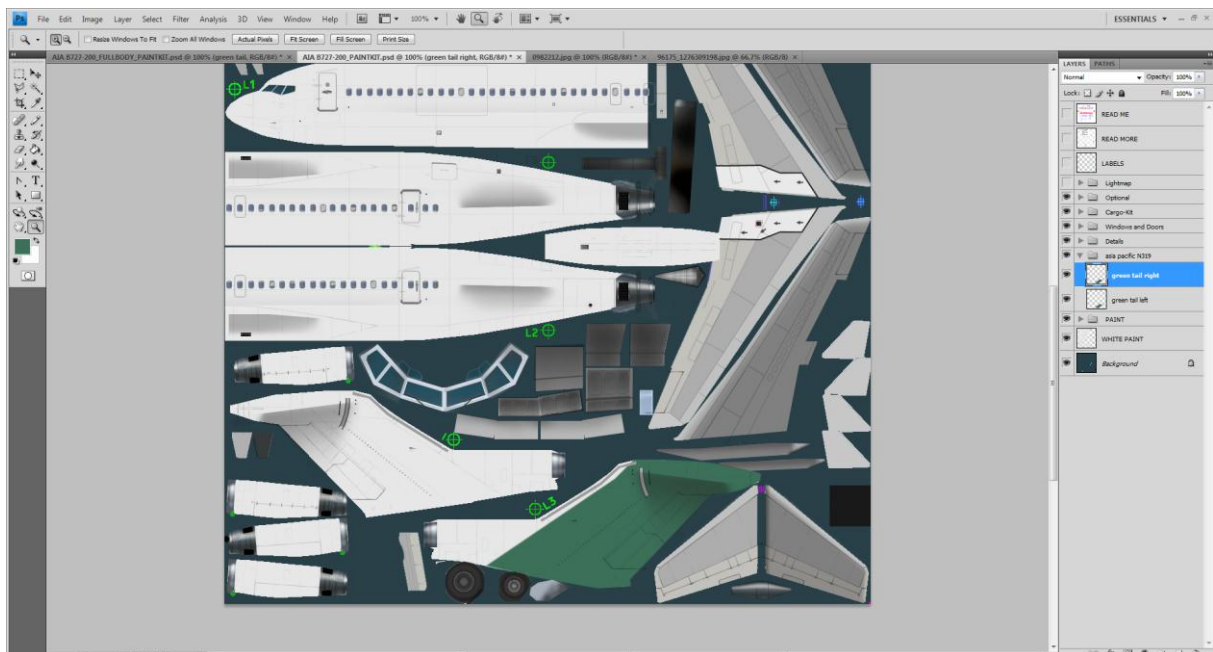 Ps File Edit Image Layer Select Filter Analysis 3D View Window Help Br 100% ESSENTIALS
Resize Windows To Fit Zoom All Windows Actual Pixels Fit Screen Fill Screen Print Size
AIA B727-200_FULLBODY_PAINTKIT.psd @ 100% (green tail, RGB/8#) * × AIA B727-200_PAINTKIT.psd @ 100% (green tail right, RGB/8#) * × 0982212.jpg @ 100% (RGB/8#) * × 96175_1276309198.jpg @ 66,7% (RGB/8) ×
LAYERS PATHS
Normal Opacity: 100%
Lock: Fill: 100%
READ ME
READ MORE
LABELS
Lightmap
Optional
Cargo-Kit
Windows and Doors
Details
asia pacific N319
green tail right
green tail left
PAINT
WHITE PAINT
Background
L1
L2
L3